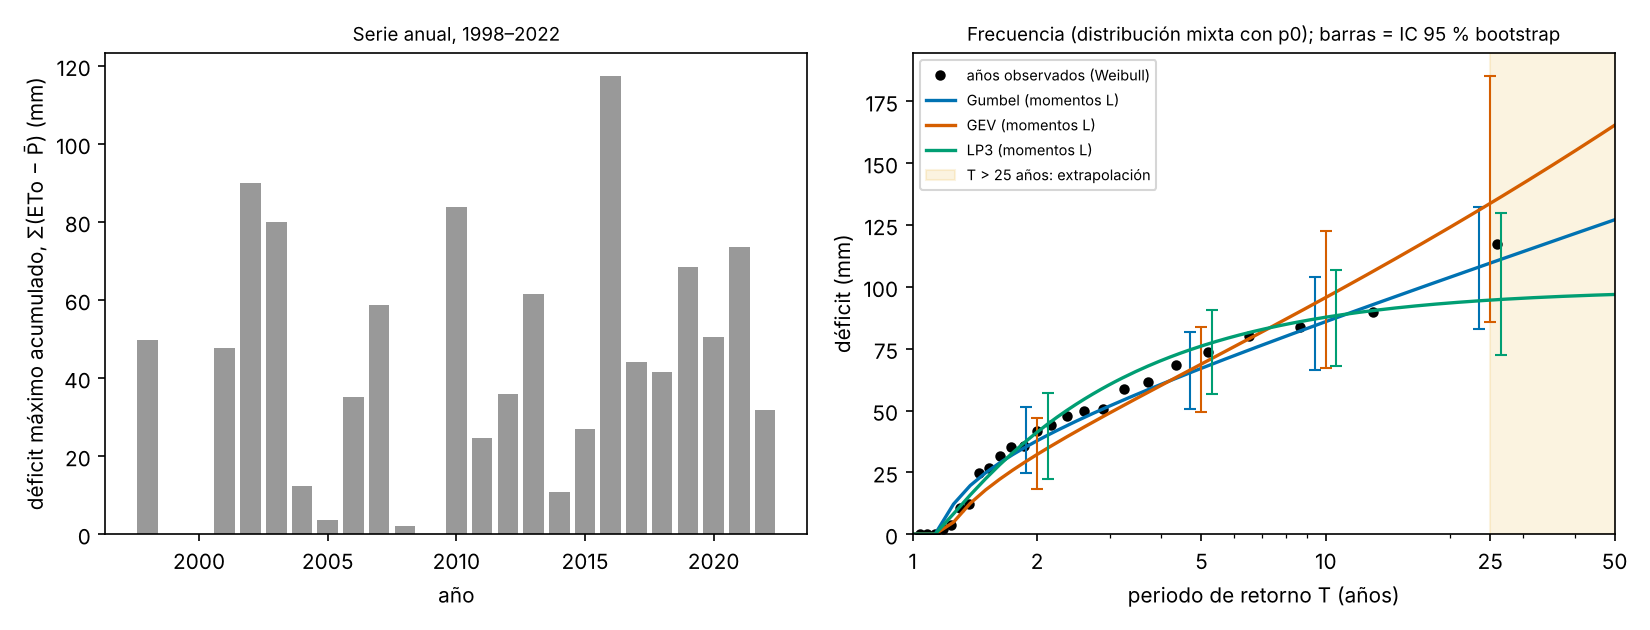 Serie anual, 1998–2022
déficit máximo acumulado, Σ(ETo − P̄) (mm)
120
100
80
60
40
20
0
2000
2005
2010
2015
2020
año
Frecuencia (distribución mixta con p0); barras = IC 95 % bootstrap
años observados (Weibull)
Gumbel (momentos L)
GEV (momentos L)
LP3 (momentos L)
T > 25 años: extrapolación
déficit (mm)
175
150
125
100
75
50
25
0
1
2
5
10
25
50
periodo de retorno T (años)